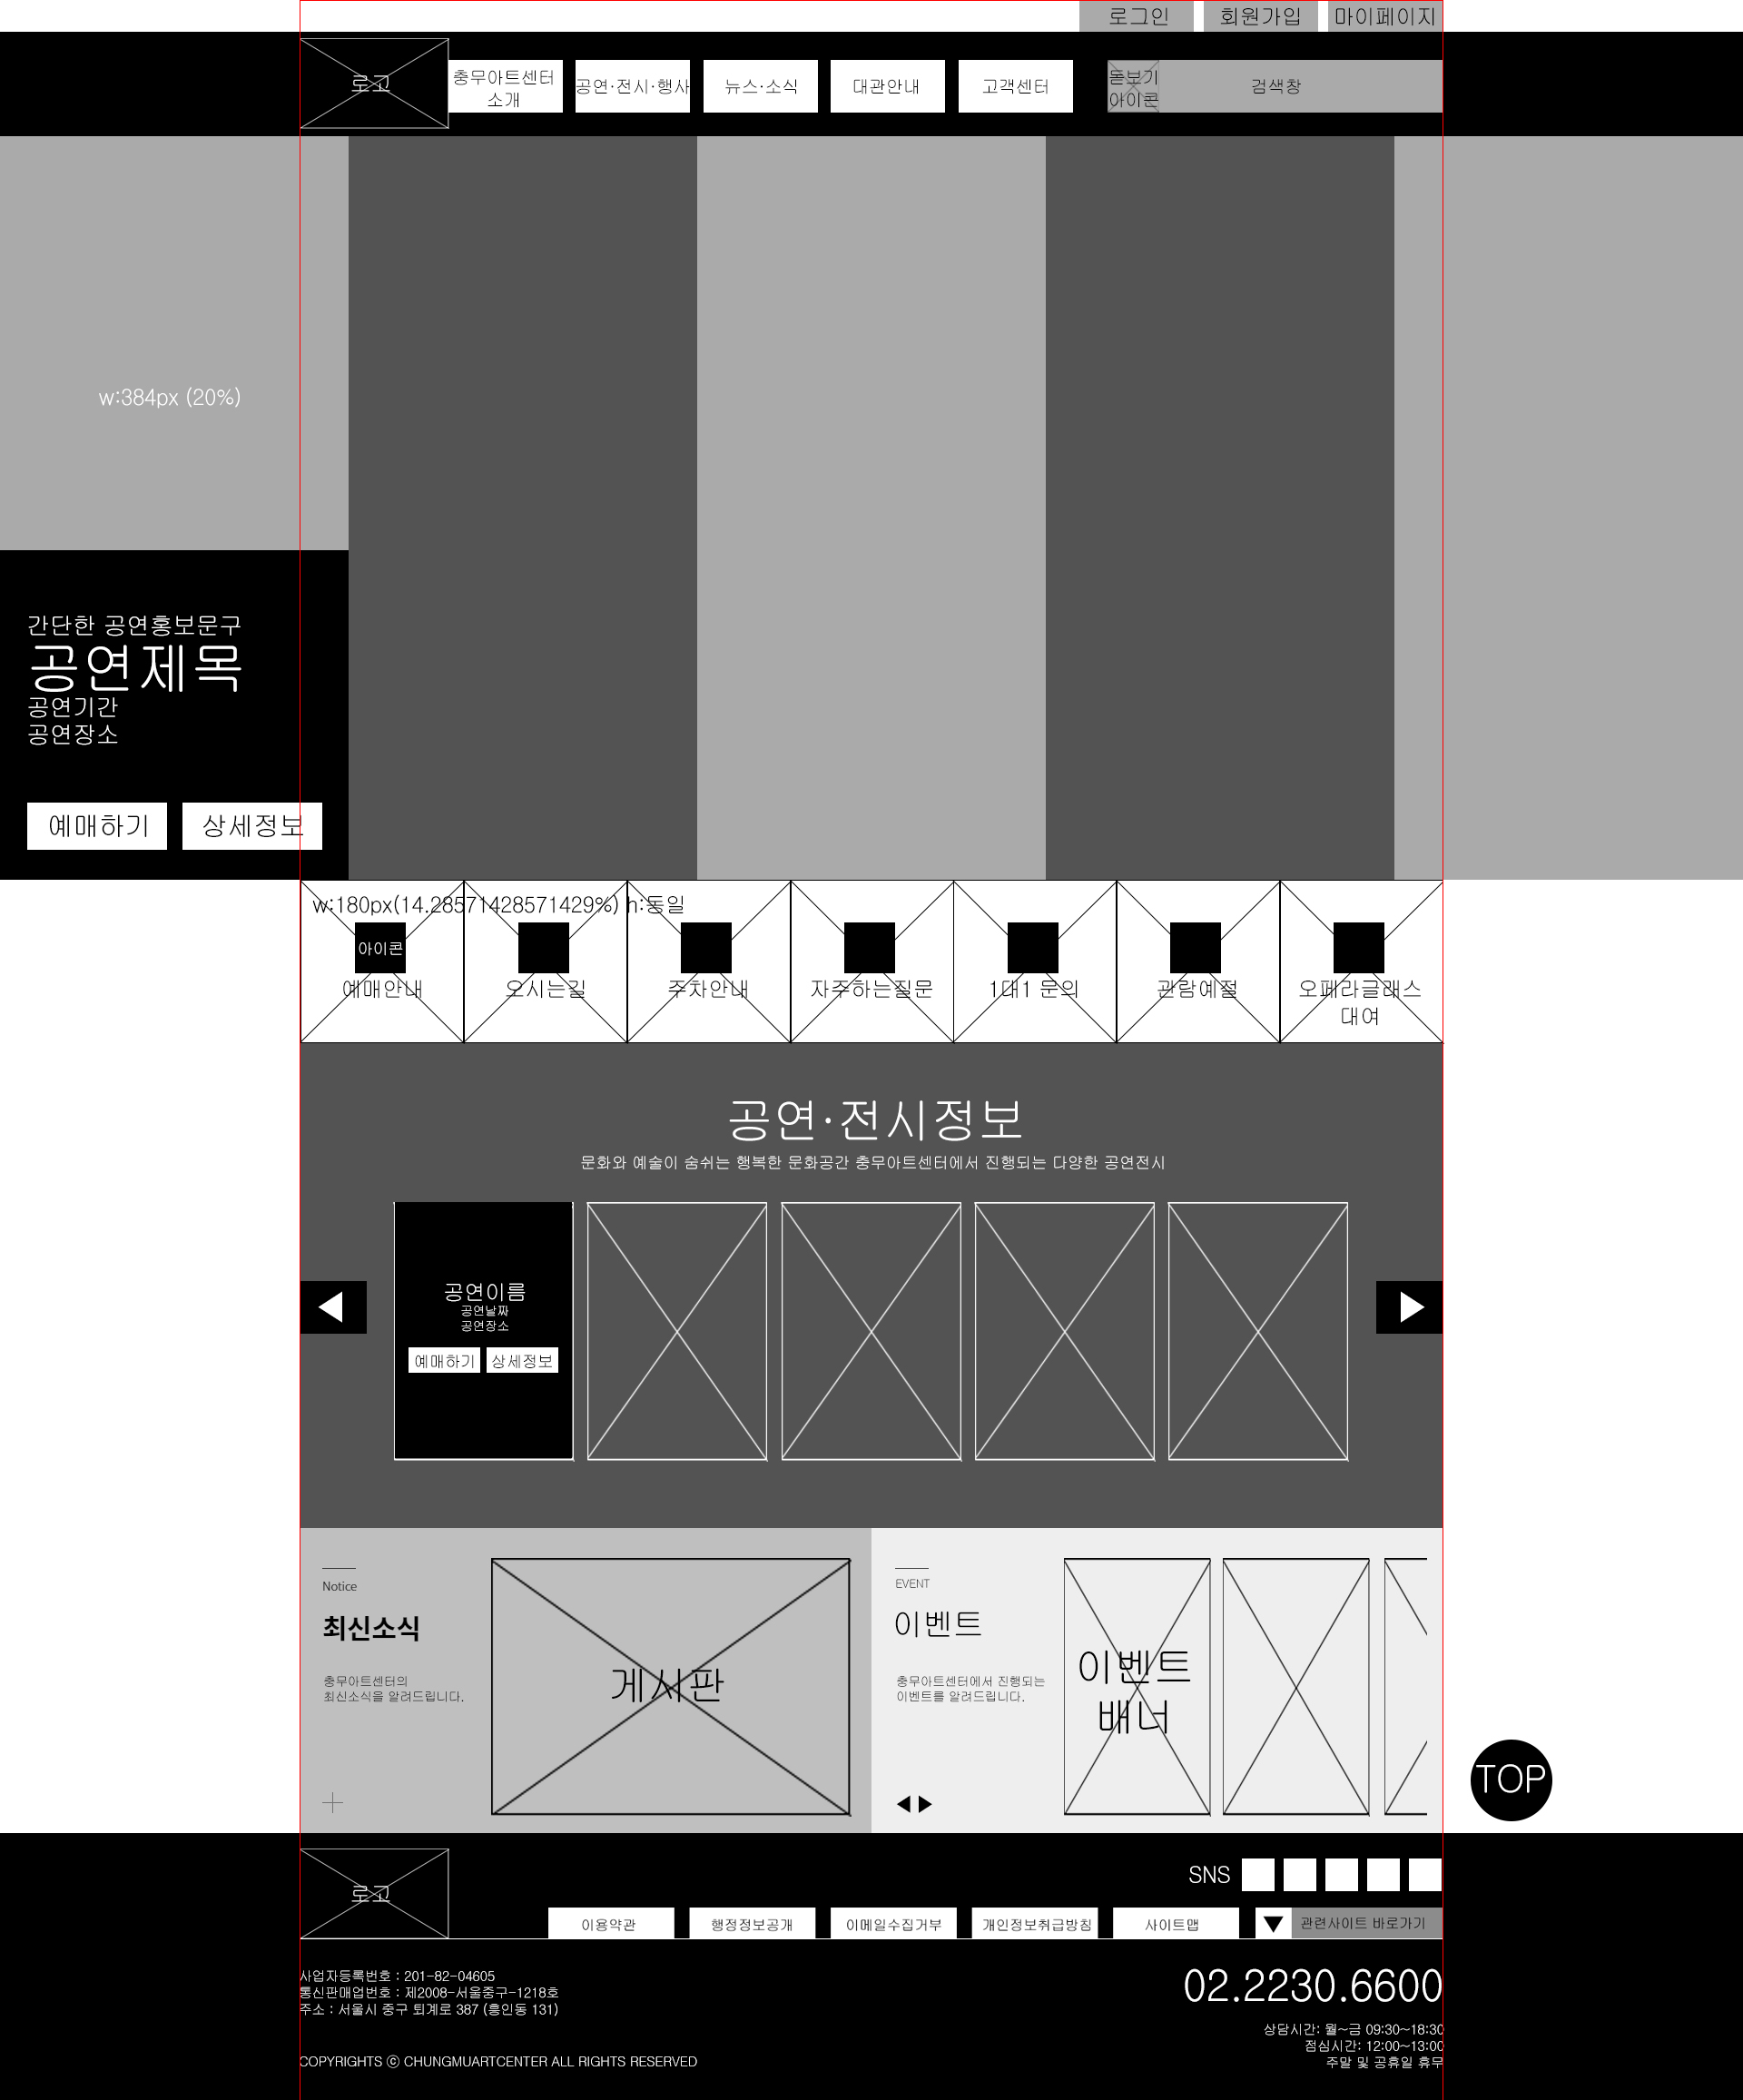 로그인
회원가입
마이페이지
로고
충무아트센터
소개
공연·전시·행사
뉴스·소식
대관안내
고객센터
돋보기
아이콘
검색창
w:384px (20%)
간단한 공연홍보문구
공연제목
공연기간
공연장소
예매하기
상세정보
w:180px(14.28571428571429%) h:동일
아이콘
예매안내
오시는길
주차안내
자주하는질문
1대1 문의
관람예절
오페라글래스
대여
공연·전시정보
문화와 예술이 숨쉬는 행복한 문화공간 충무아트센터에서 진행되는 다양한 공연전시
공연이름
공연날짜
공연장소
예매하기
상세정보
Notice
최신소식
충무아트센터의
최신소식을 알려드립니다.
게시판
EVENT
이벤트
충무아트센터에서 진행되는
이벤트를 알려드립니다.
이벤트
배너
TOP
로고
SNS
이용약관
행정정보공개
이메일수집거부
개인정보취급방침
사이트맵
관련사이트 바로가기
사업자등록번호 : 201-82-04605
통신판매업번호 : 제2008-서울중구-1218호
주소 : 서울시 중구 퇴계로 387 (흥인동 131)
COPYRIGHTS ⓒ CHUNGMUARTCENTER ALL RIGHTS RESERVED
02.2230.6600
상담시간: 월~금 09:30~18:30
점심시간: 12:00~13:00
주말 및 공휴일 휴무